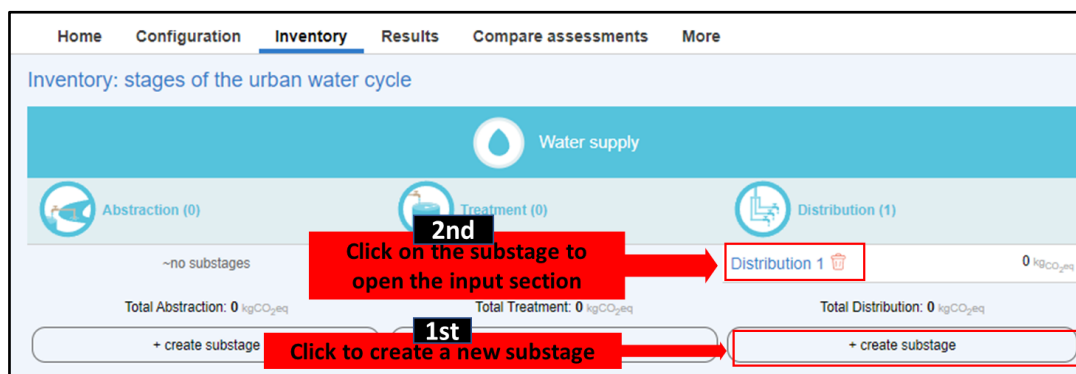 Home Configuration Inventory Results Compare assessments More
Inventory: stages of the urban water cycle
Water supply
Abstraction (0) Treatment (0) Distribution (1)
2nd
Click on the substage to
open the input section
~no substages Distribution 1 0 kgCO₂eq
Total Abstraction: 0 kgCO₂eq Total Treatment: 0 kgCO₂eq Total Distribution: 0 kgCO₂eq
1st
Click to create a new substage
+ create substage + create substage